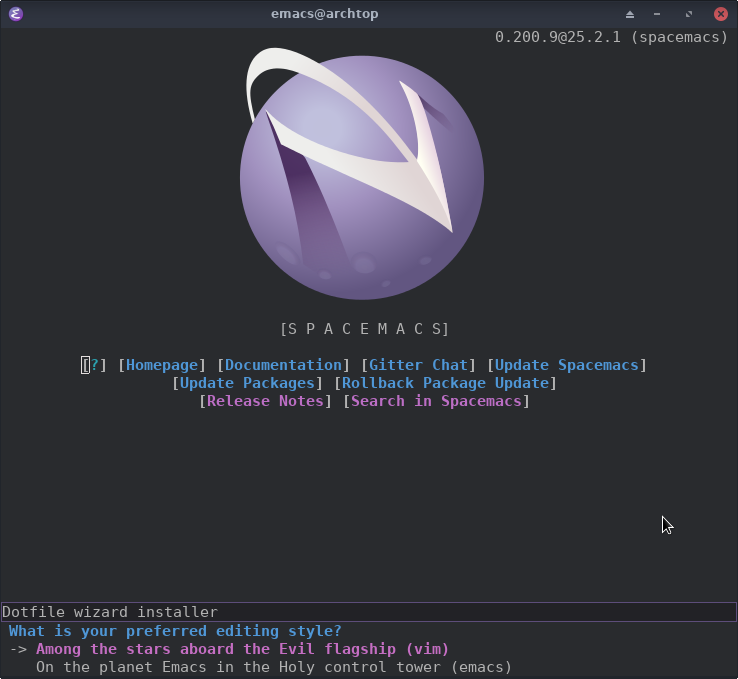 emacs@archtop
0.200.9@25.2.1 (spacemacs)
[S P A C E M A C S]
[?] [Homepage] [Documentation] [Gitter Chat] [Update Spacemacs]
[Update Packages] [Rollback Package Update]
[Release Notes] [Search in Spacemacs]
Dotfile wizard installer
What is your preferred editing style?
-> Among the stars aboard the Evil flagship (vim)
On the planet Emacs in the Holy control tower (emacs)